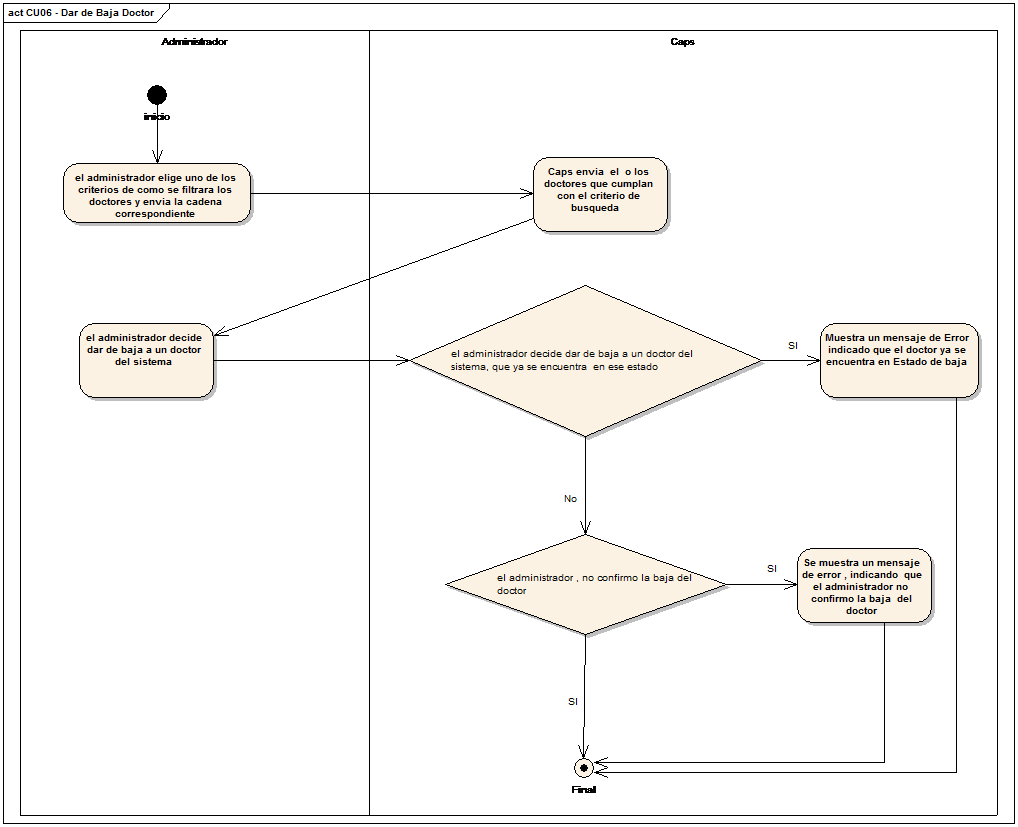 act CU06 - Dar de Baja Doctor
Administrador
Caps
inicio
el administrador elige uno de los
criterios de como se filtrara los
doctores y envia la cadena
correspondiente
Caps envia el o los
doctores que cumplan
con el criterio de
busqueda
el administrador decide
dar de baja a un doctor
del sistema
el administrador decide dar de baja a un doctor del
sistema, que ya se encuentra en ese estado
SI
Muestra un mensaje de Error
indicado que el doctor ya se
encuentra en Estado de baja
No
el administrador , no confirmo la baja del
doctor
SI
Se muestra un mensaje
de error , indicando que
el administrador no
confirmo la baja del
doctor
SI
Final